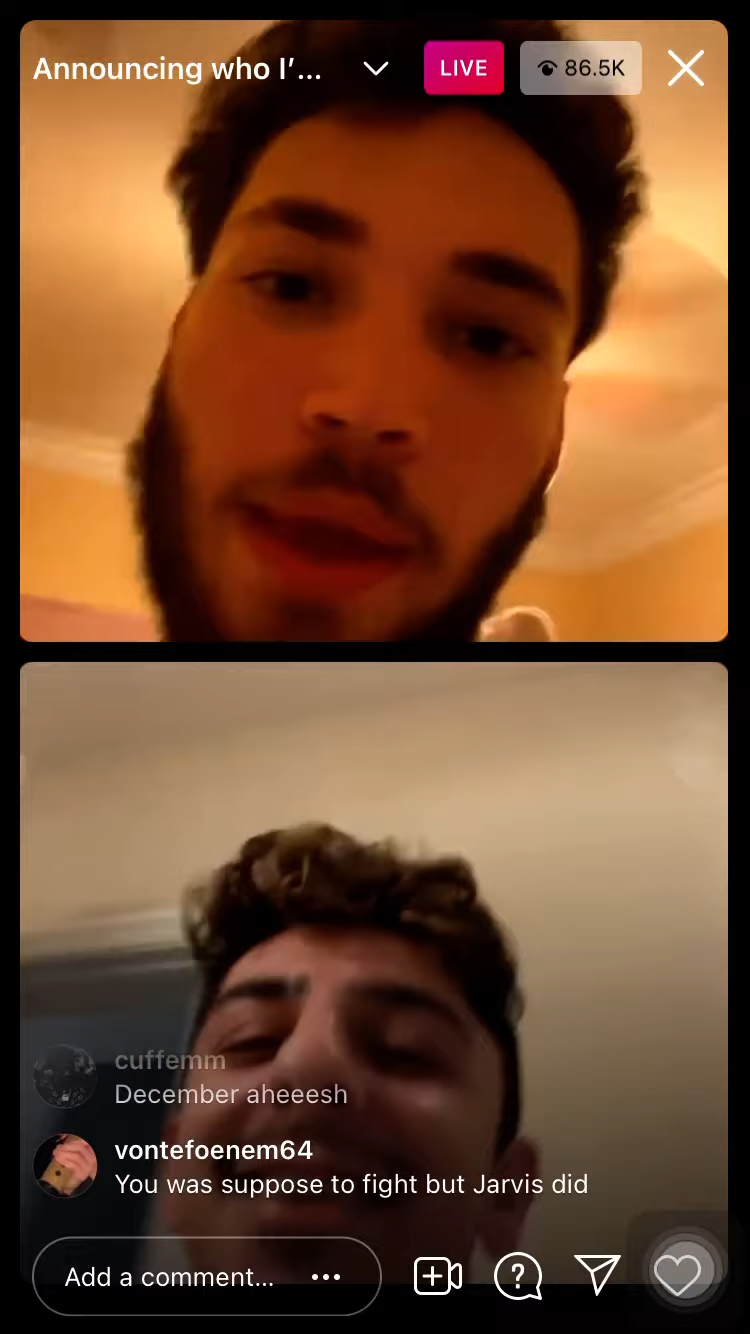 Announcing who I'... LIVE 86.5K
cuffemm
December aheeesh
vontefoenem64
You was suppose to fight but Jarvis did
Add a comment...